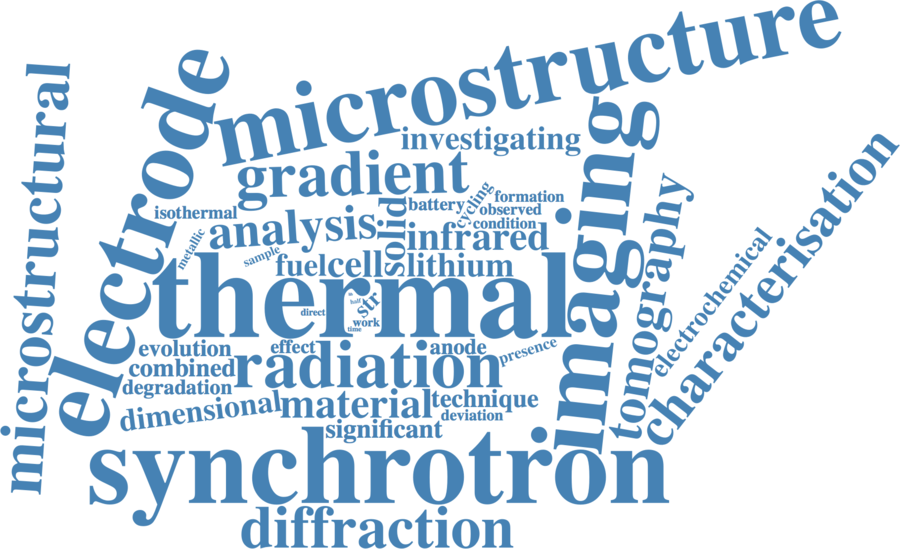 microstructure
microstructural
electrode
investigating
gradient
Imaging
characterisation
tomography
electrochemical
isothermal
battery
cycling
formation
observed
condition
analysis
solid
infrared
metallic
sample
fuelcell
lithium
thermal
half
str
direct
work
time
evolution
effect
anode
presence
combined
radiation
degradation
dimensional
material
technique
deviation
significant
synchrotron
diffraction